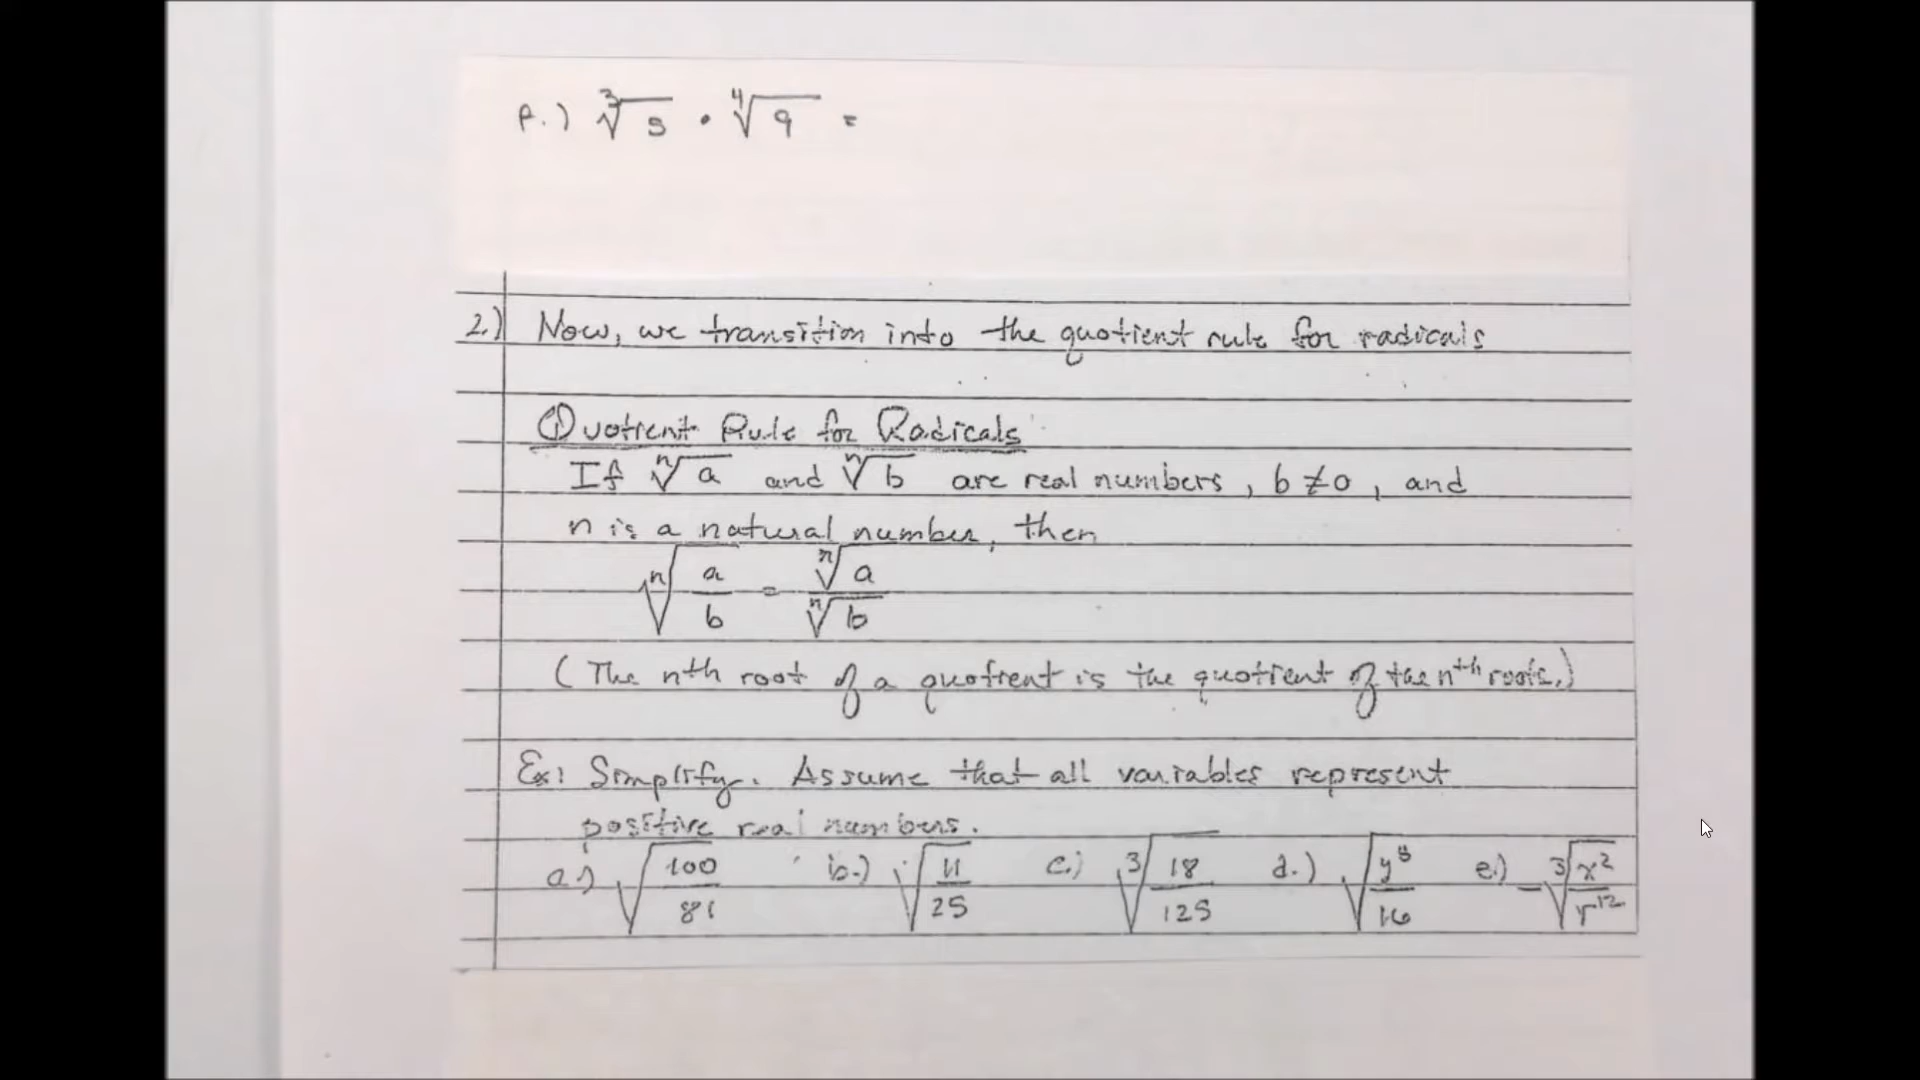 f.) ∛5 · ∜9 =
2.) Now, we transition into the quotient rule for radicals
Quotient Rule for Radicals
If ⁿ√a and ⁿ√b are real numbers, b ≠ 0, and
n is a natural number, then
ⁿ√(a/b) = ⁿ√a / ⁿ√b
(The nth root of a quotient is the quotient of the nth roots.)
Ex: Simplify. Assume that all variables represent
positive real numbers.
a.) √(100/81) b.) √(11/25) c.) ∛(18/125) d.) √(y⁸/16) e.) -∛(x²/r¹²)